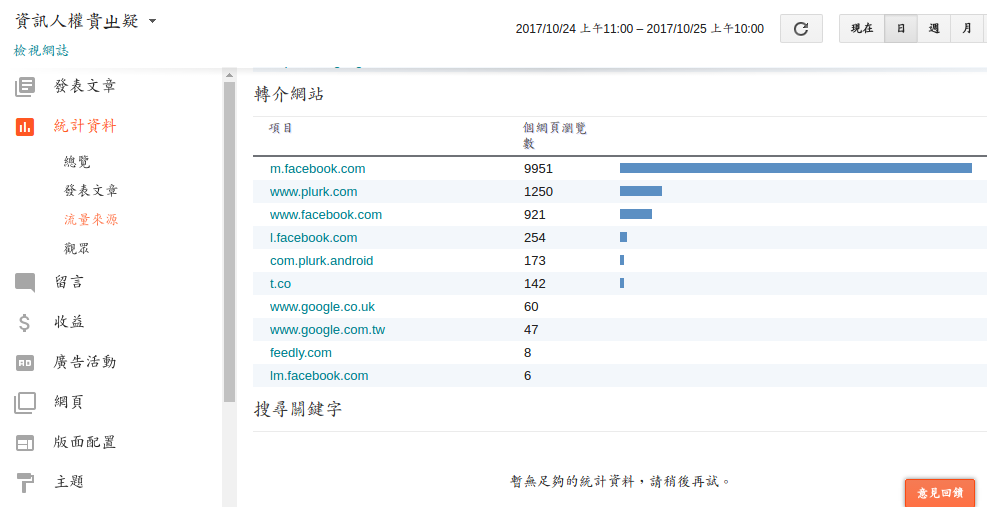 資訊人權貴㞢疑
檢視網誌
2017/10/24 上午11:00 – 2017/10/25 上午10:00
現在 日 週 月
發表文章
統計資料
總覽
發表文章
流量來源
觀眾
留言
收益
廣告活動
網頁
版面配置
主題
轉介網站
項目 個網頁瀏覽數
m.facebook.com 9951
www.plurk.com 1250
www.facebook.com 921
l.facebook.com 254
com.plurk.android 173
t.co 142
www.google.co.uk 60
www.google.com.tw 47
feedly.com 8
lm.facebook.com 6
搜尋關鍵字
暫無足夠的統計資料，請稍後再試。
意見回饋